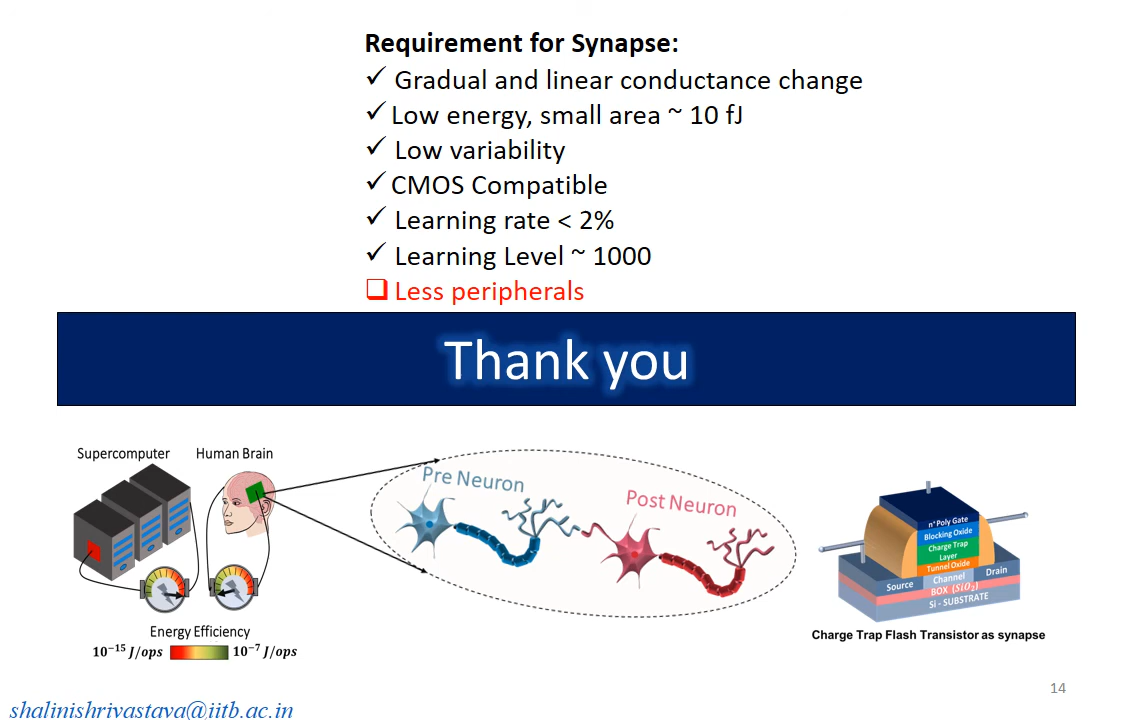 Requirement for Synapse:
✓ Gradual and linear conductance change
✓ Low energy, small area ~ 10 fJ
✓ Low variability
✓ CMOS Compatible
✓ Learning rate < 2%
✓ Learning Level ~ 1000
❑ Less peripherals
Thank you
Supercomputer
Human Brain
Pre Neuron
Post Neuron
n⁺Poly Gate
Blocking Oxide
Charge Trap
Layer
Tunnel Oxide
Source
Channel
Drain
BOX (SiO₂)
Si - SUBSTRATE
Energy Efficiency
10⁻¹⁵ J/ops
10⁻⁷ J/ops
Charge Trap Flash Transistor as synapse
14
shalinishrivastava@iitb.ac.in